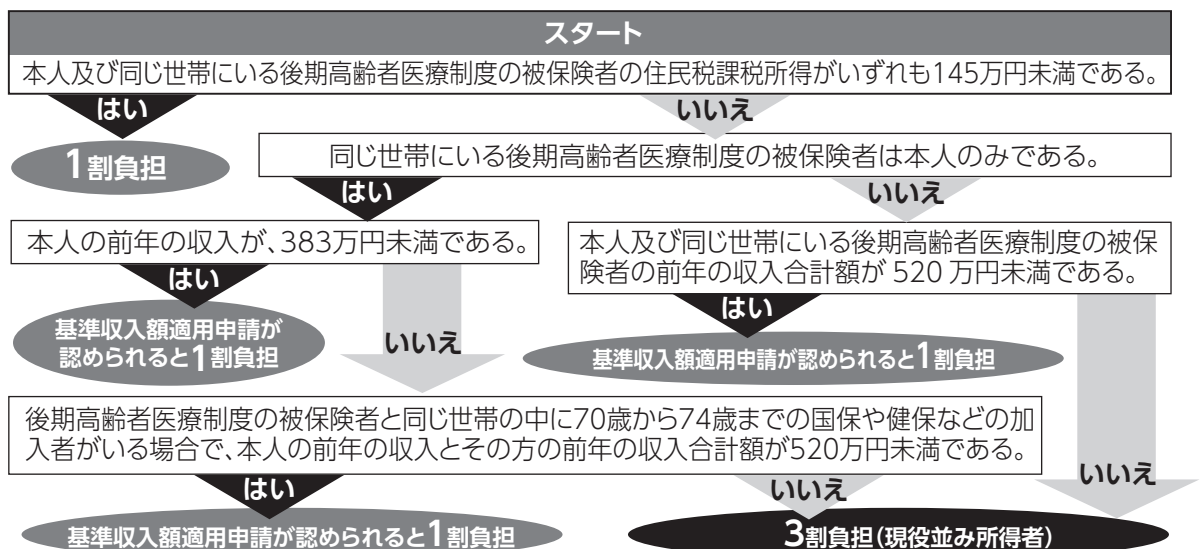 スタート
本人及び同じ世帯にいる後期高齢者医療制度の被保険者の住民税課税所得がいずれも145万円未満である。
はい
いいえ
1割負担
同じ世帯にいる後期高齢者医療制度の被保険者は本人のみである。
はい
いいえ
本人の前年の収入が、383万円未満である。
本人及び同じ世帯にいる後期高齢者医療制度の被保
険者の前年の収入合計額が 520 万円未満である。
はい
はい
基準収入額適用申請が
認められると1割負担
いいえ
基準収入額適用申請が認められると1割負担
後期高齢者医療制度の被保険者と同じ世帯の中に70歳から74歳までの国保や健保などの加
入者がいる場合で、本人の前年の収入とその方の前年の収入合計額が520万円未満である。
はい
いいえ
いいえ
基準収入額適用申請が認められると1割負担
3割負担(現役並み所得者)